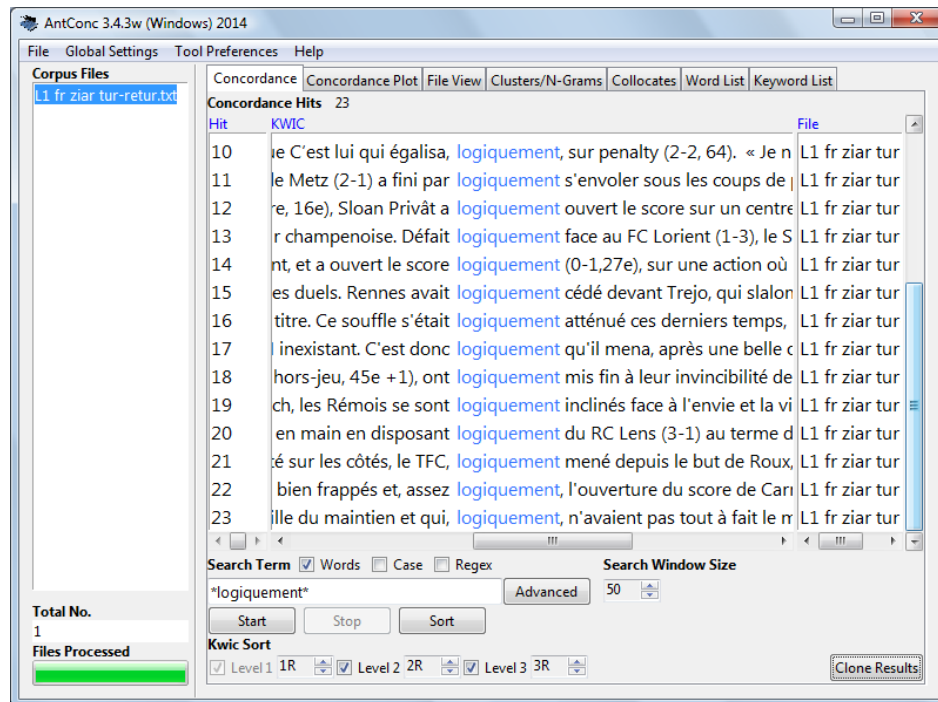 AntConc 3.4.3w (Windows) 2014
File Global Settings Tool Preferences Help
Corpus Files
L1 fr ziar tur-retur.txt
Concordance Concordance Plot File View Clusters/N-Grams Collocates Word List Keyword List
Concordance Hits 23
Hit KWIC File
10 ue C'est lui qui égalisa, logiquement, sur penalty (2-2, 64). « Je n L1 fr ziar tur
11 le Metz (2-1) a fini par logiquement s'envoler sous les coups de L1 fr ziar tur
12 re, 16e), Sloan Privât a logiquement ouvert le score sur un centre L1 fr ziar tur
13 r champenoise. Défait logiquement face au FC Lorient (1-3), le S L1 fr ziar tur
14 nt, et a ouvert le score logiquement (0-1,27e), sur une action où L1 fr ziar tur
15 es duels. Rennes avait logiquement cédé devant Trejo, qui slalon L1 fr ziar tur
16 titre. Ce souffle s'était logiquement atténué ces derniers temps, L1 fr ziar tur
17 inexistant. C'est donc logiquement qu'il mena, après une belle L1 fr ziar tur
18 hors-jeu, 45e +1), ont logiquement mis fin à leur invincibilité de L1 fr ziar tur
19 ch, les Rémois se sont logiquement inclinés face à l'envie et la vi L1 fr ziar tur
20 en main en disposant logiquement du RC Lens (3-1) au terme d L1 fr ziar tur
21 té sur les côtés, le TFC, logiquement mené depuis le but de Roux, L1 fr ziar tur
22 bien frappés et, assez logiquement, l'ouverture du score de Carr L1 fr ziar tur
23 ille du maintien et qui, logiquement, n'avaient pas tout à fait le m L1 fr ziar tur
Search Term Words Case Regex Search Window Size
*logiquement* Advanced 50
Total No.
1
Start Stop Sort
Files Processed
Kwic Sort
Level 1 1R Level 2 2R Level 3 3R Clone Results